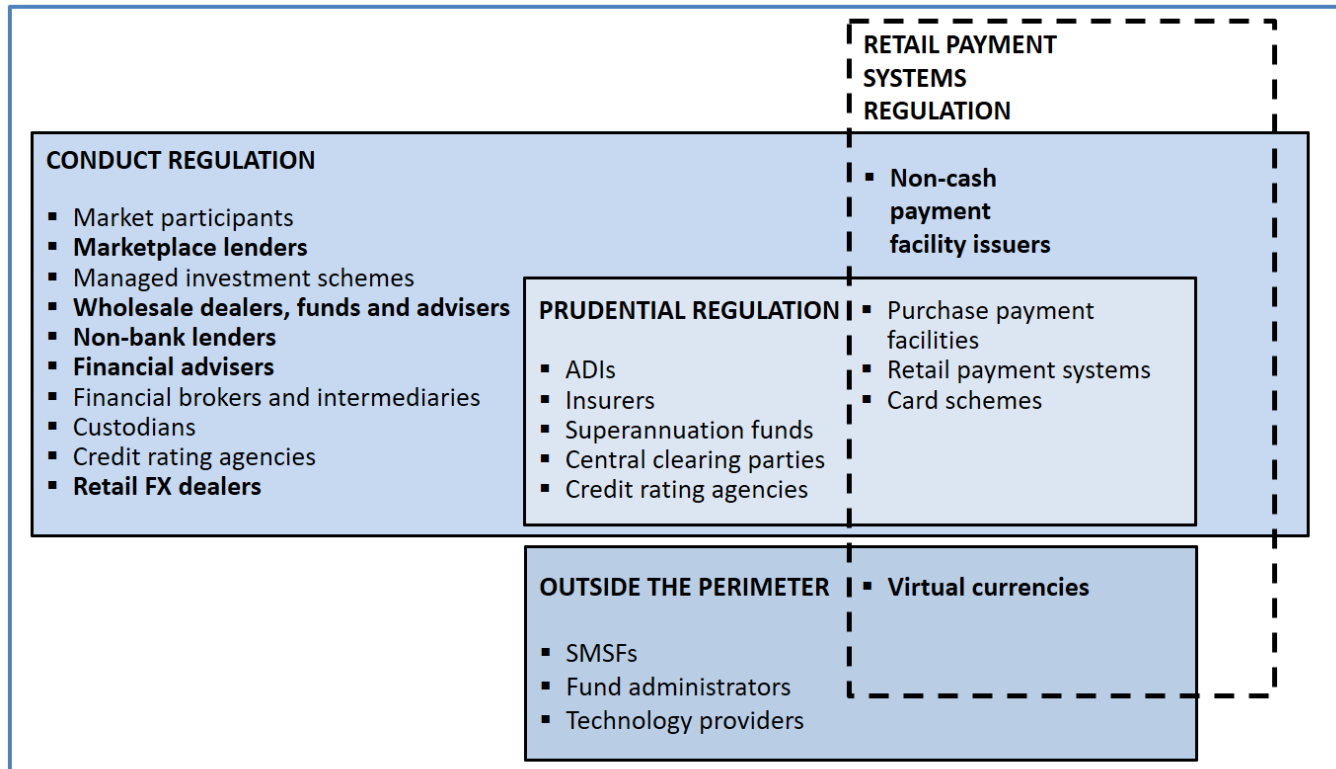 RETAIL PAYMENT
SYSTEMS
REGULATION
CONDUCT REGULATION
▪ Market participants
▪ Marketplace lenders
▪ Managed investment schemes
▪ Wholesale dealers, funds and advisers
▪ Non-bank lenders
▪ Financial advisers
▪ Financial brokers and intermediaries
▪ Custodians
▪ Credit rating agencies
▪ Retail FX dealers
▪ Non-cash
payment
facility issuers
PRUDENTIAL REGULATION
▪ ADIs
▪ Insurers
▪ Superannuation funds
▪ Central clearing parties
▪ Credit rating agencies
▪ Purchase payment
facilities
▪ Retail payment systems
▪ Card schemes
OUTSIDE THE PERIMETER
▪ SMSFs
▪ Fund administrators
▪ Technology providers
▪ Virtual currencies